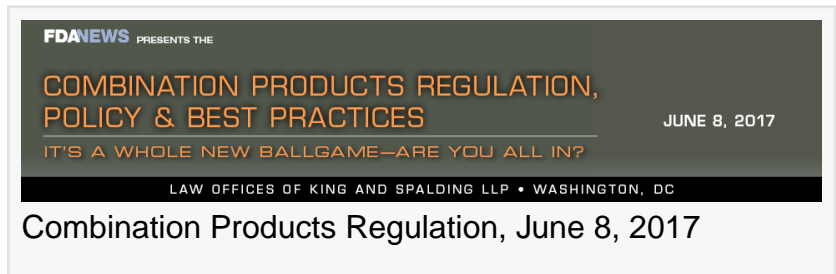 FDANEWS PRESENTS THE
COMBINATION PRODUCTS REGULATION,
POLICY & BEST PRACTICES
JUNE 8, 2017
IT'S A WHOLE NEW BALLGAME—ARE YOU ALL IN?
LAW OFFICES OF KING AND SPALDING LLP • WASHINGTON, DC
Combination Products Regulation, June 8, 2017